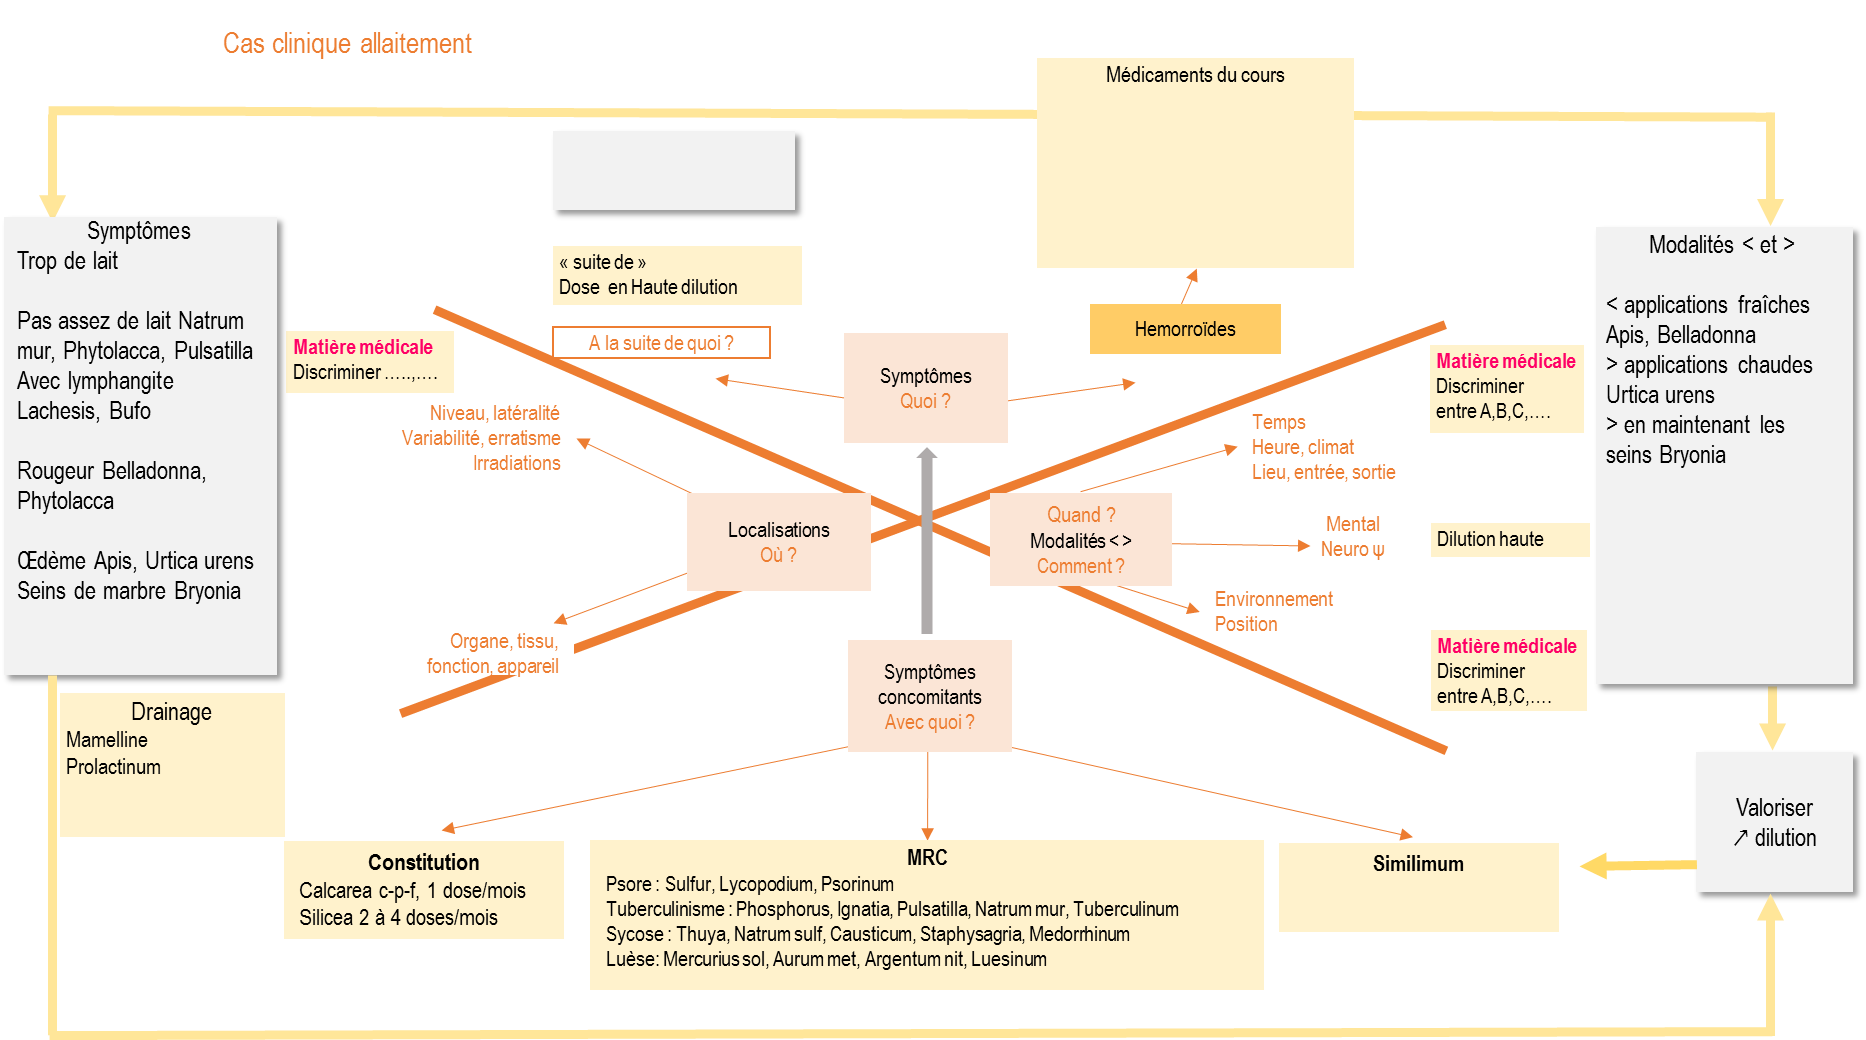 Cas clinique allaitement
Médicaments du cours
Symptômes
Trop de lait
Pas assez de lait Natrum
mur, Phytolacca, Pulsatilla
Avec lymphangite
Lachesis, Bufo
Rougeur Belladonna,
Phytolacca
Œdème Apis, Urtica urens
Seins de marbre Bryonia
Matière médicale
Discriminer …..,….
« suite de »
Dose en Haute dilution
A la suite de quoi ?
Hemorroïdes
Symptômes
Quoi ?
Niveau, latéralité
Variabilité, erratisme
Irradiations
Temps
Heure, climat
Lieu, entrée, sortie
Matière médicale
Discriminer
entre A,B,C,….
Modalités < et >
< applications fraîches
Apis, Belladonna
> applications chaudes
Urtica urens
> en maintenant les
seins Bryonia
Localisations
Où ?
Quand ?
Modalités < >
Comment ?
Mental
Neuro ψ
Dilution haute
Environnement
Position
Organe, tissu,
fonction, appareil
Symptômes
concomitants
Avec quoi ?
Matière médicale
Discriminer
entre A,B,C,….
Drainage
Mamelline
Prolactinum
Valoriser
↗ dilution
Constitution
Calcarea c-p-f, 1 dose/mois
Silicea 2 à 4 doses/mois
MRC
Psore : Sulfur, Lycopodium, Psorinum
Tuberculinisme : Phosphorus, Ignatia, Pulsatilla, Natrum mur, Tuberculinum
Sycose : Thuya, Natrum sulf, Causticum, Staphysagria, Medorrhinum
Luèse: Mercurius sol, Aurum met, Argentum nit, Luesinum
Similimum